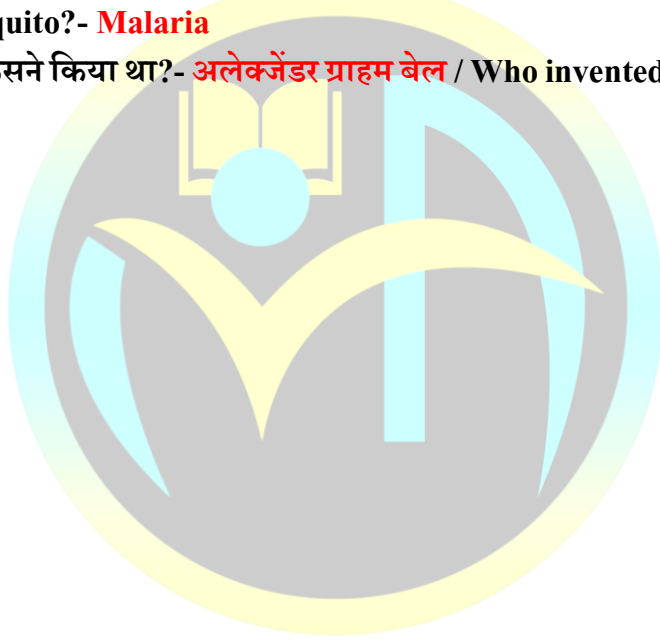 quito?- Malaria
सने किया था?- अलेक्जेंडर ग्राहम बेल / Who invented